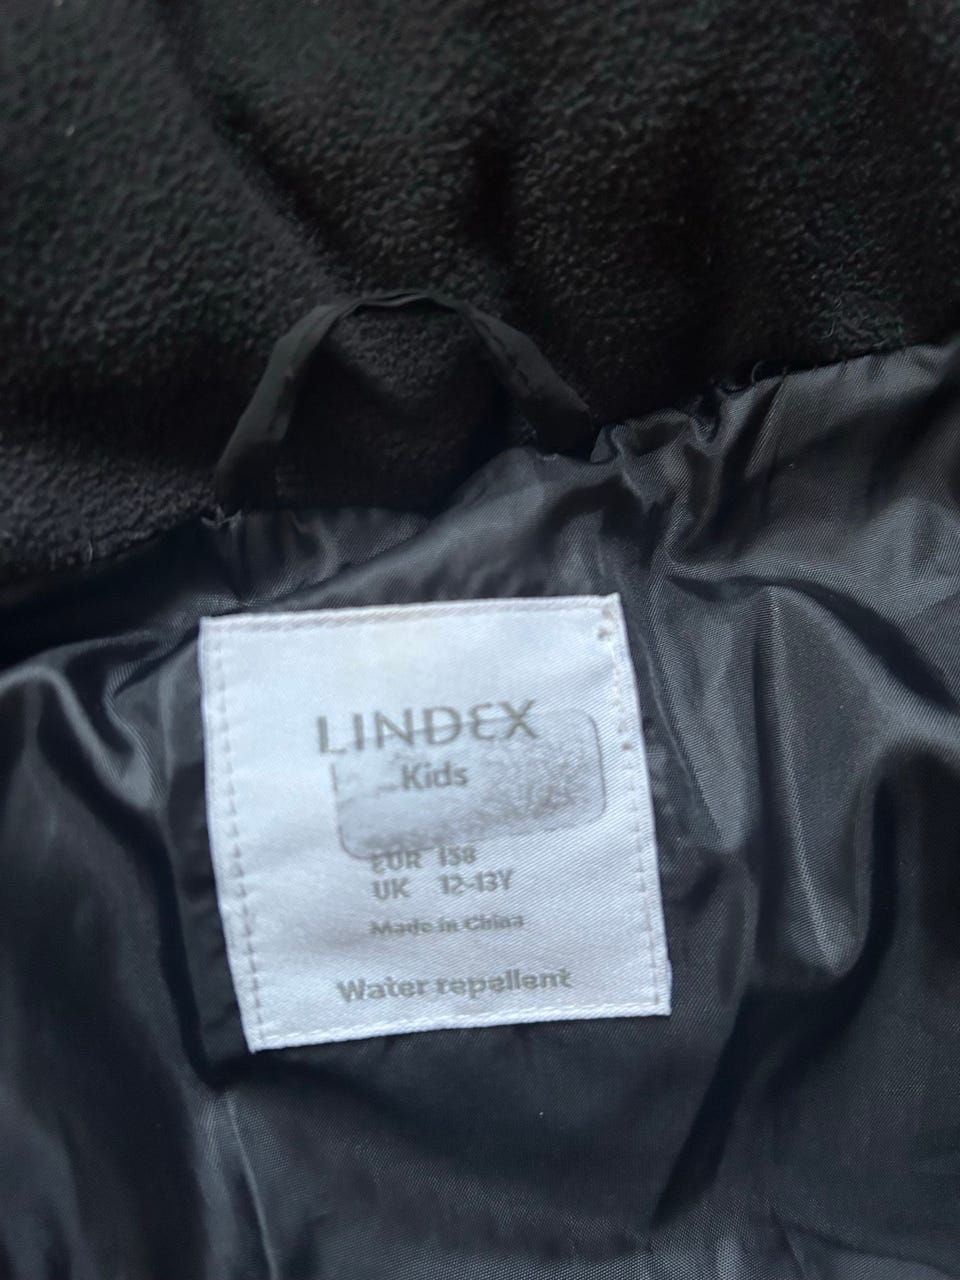 LINDEX
Kids
EUR 158
UK 12-13Y
Made in China
Water repellent